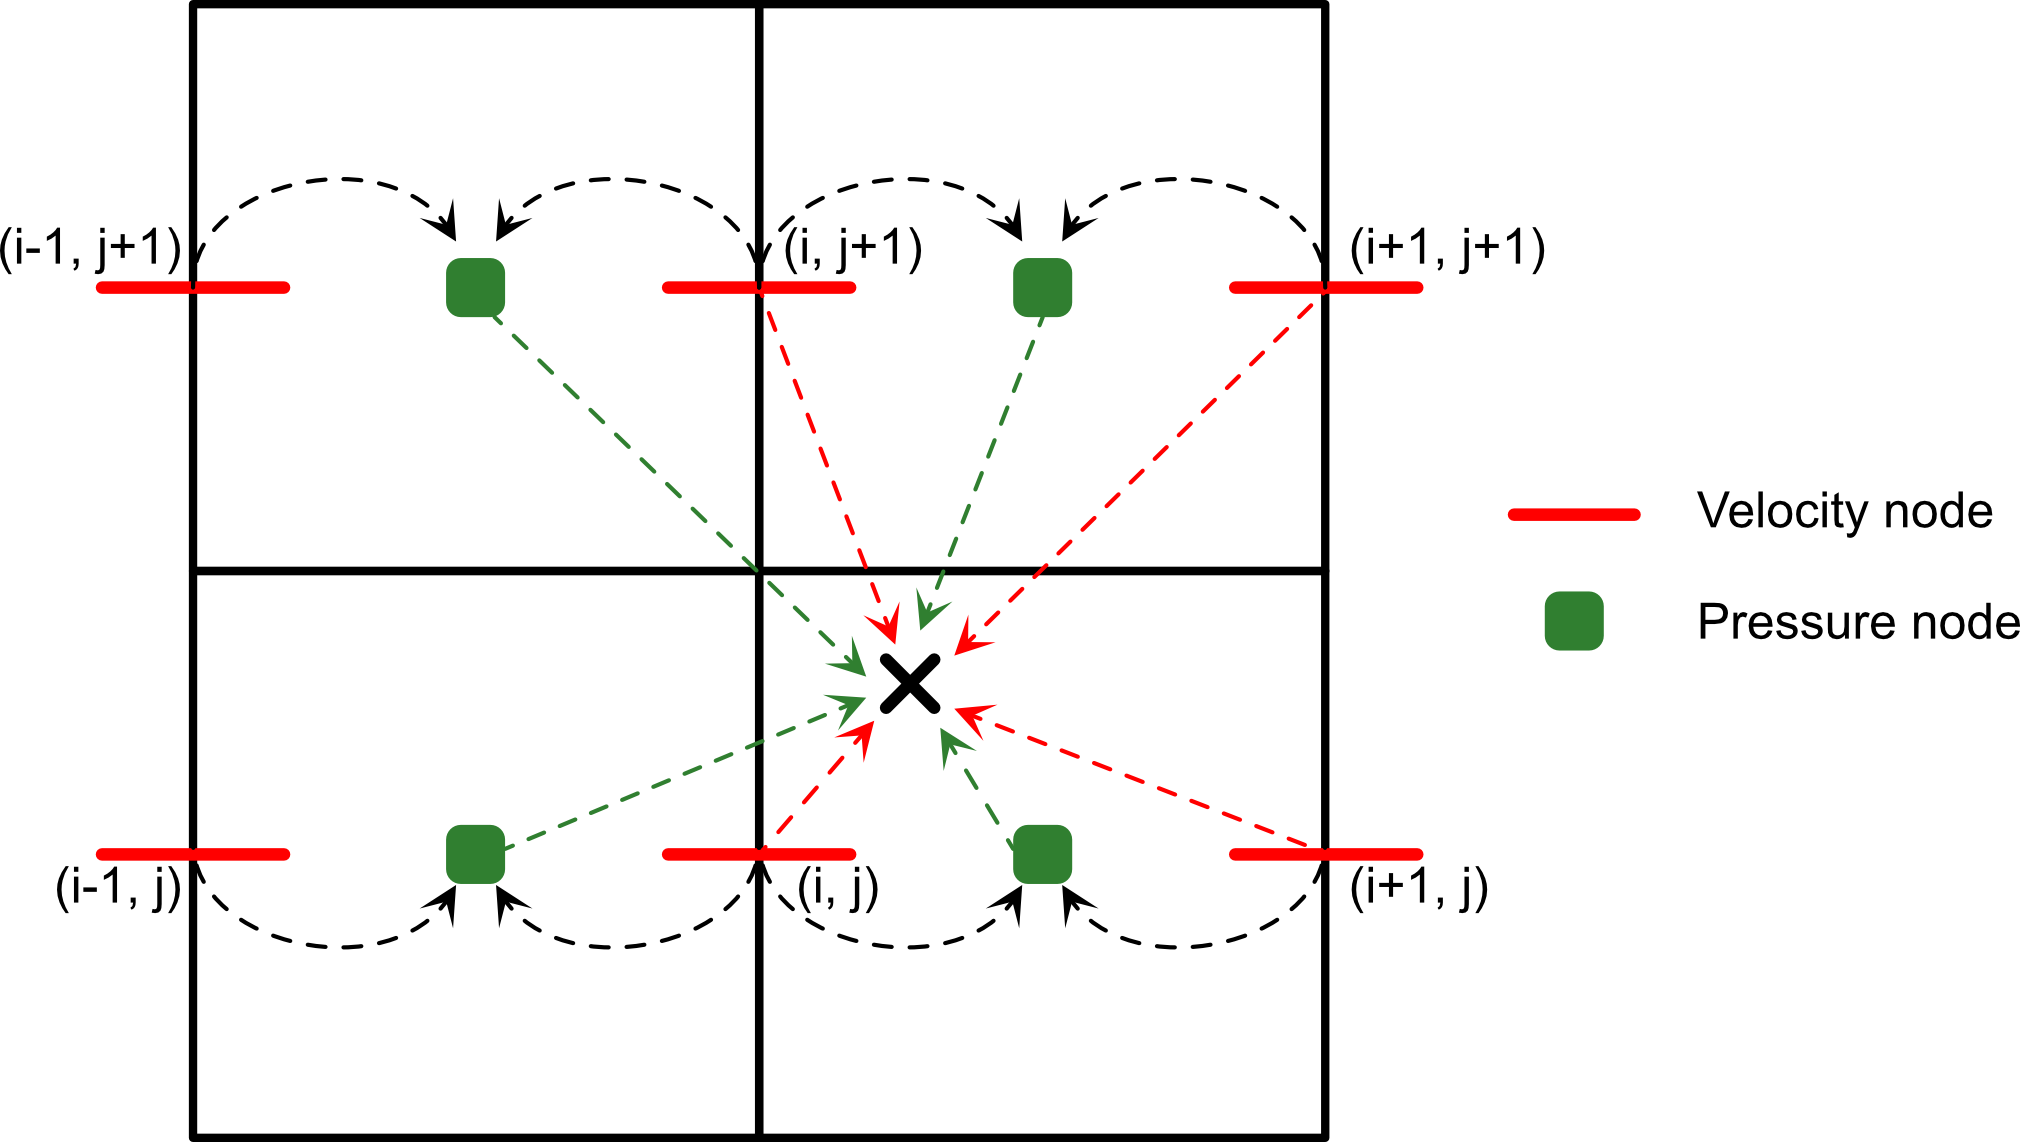 (i-1, j+1)
(i, j+1)
(i+1, j+1)
Velocity node
Pressure node
(i-1, j)
(i, j)
(i+1, j)